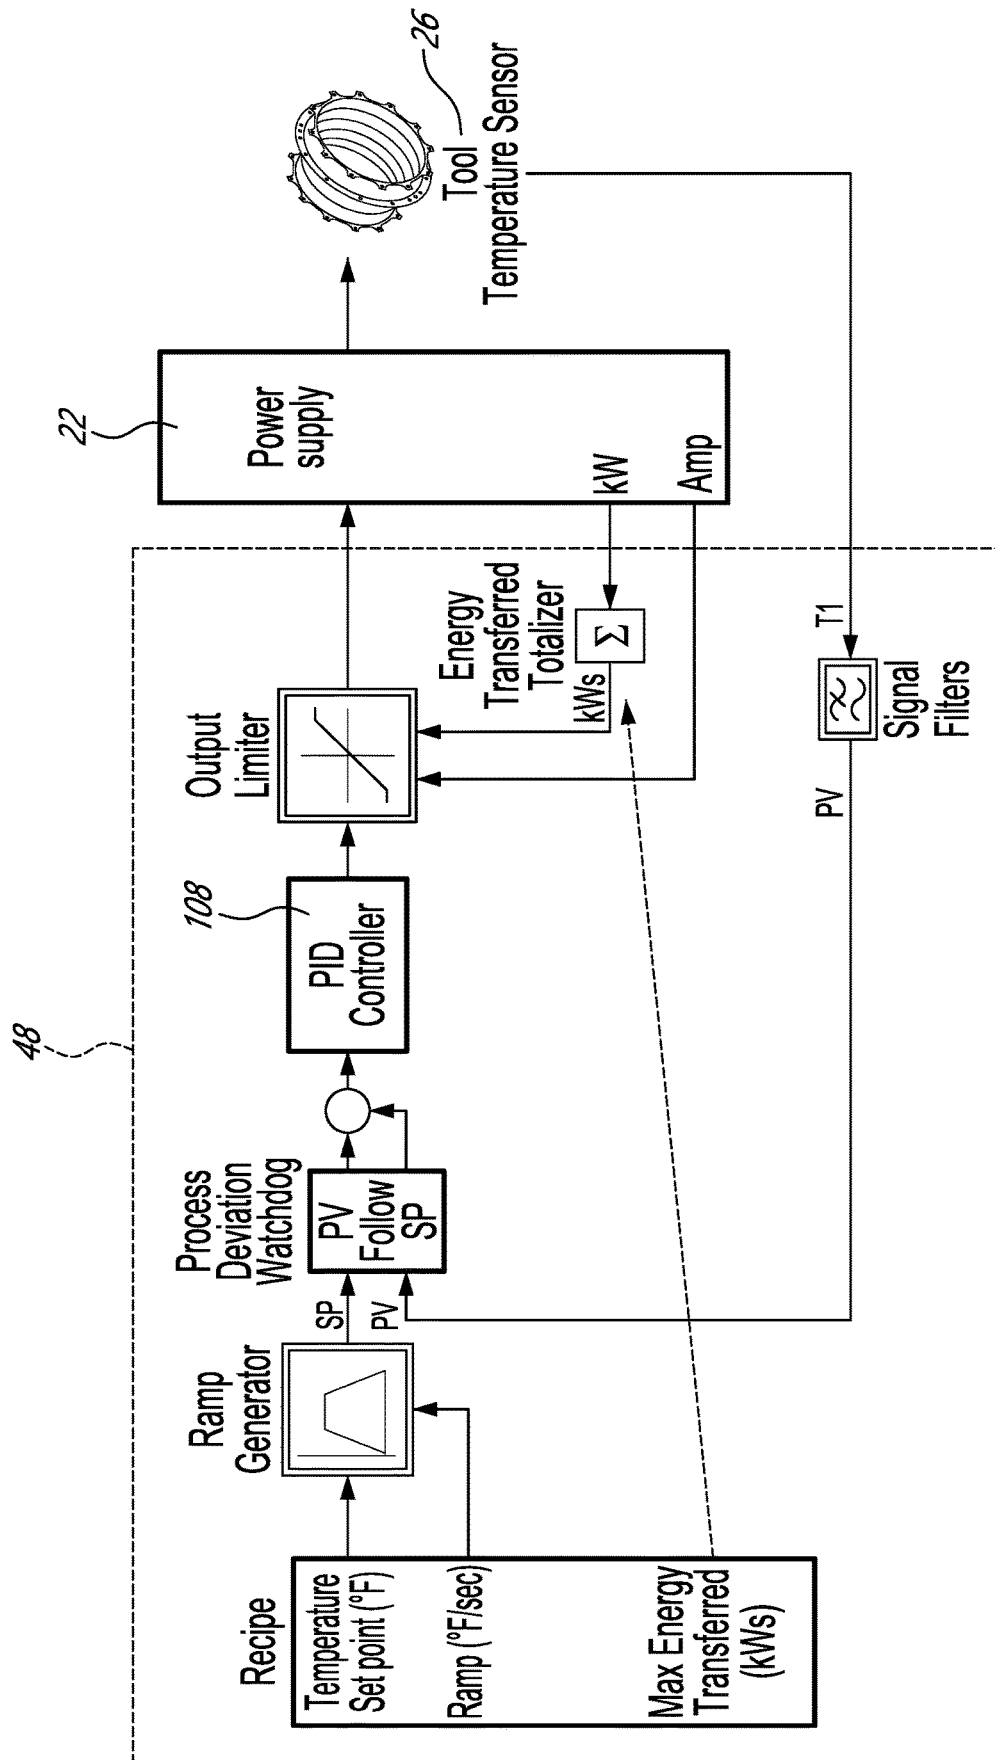 48
Recipe
Temperature
Set point (°F)
Ramp (°F/sec)
Max Energy
Transferred
(kWs)
Ramp
Generator
SP
PV
Process
Deviation
Watchdog
PV
Follow
SP
108
PID
Controller
Output
Limiter
Energy
Transferred
Totalizer
kWs
Σ
22
Power
supply
kW
Amp
26
Tool
Temperature Sensor
T1
Signal
Filters
PV